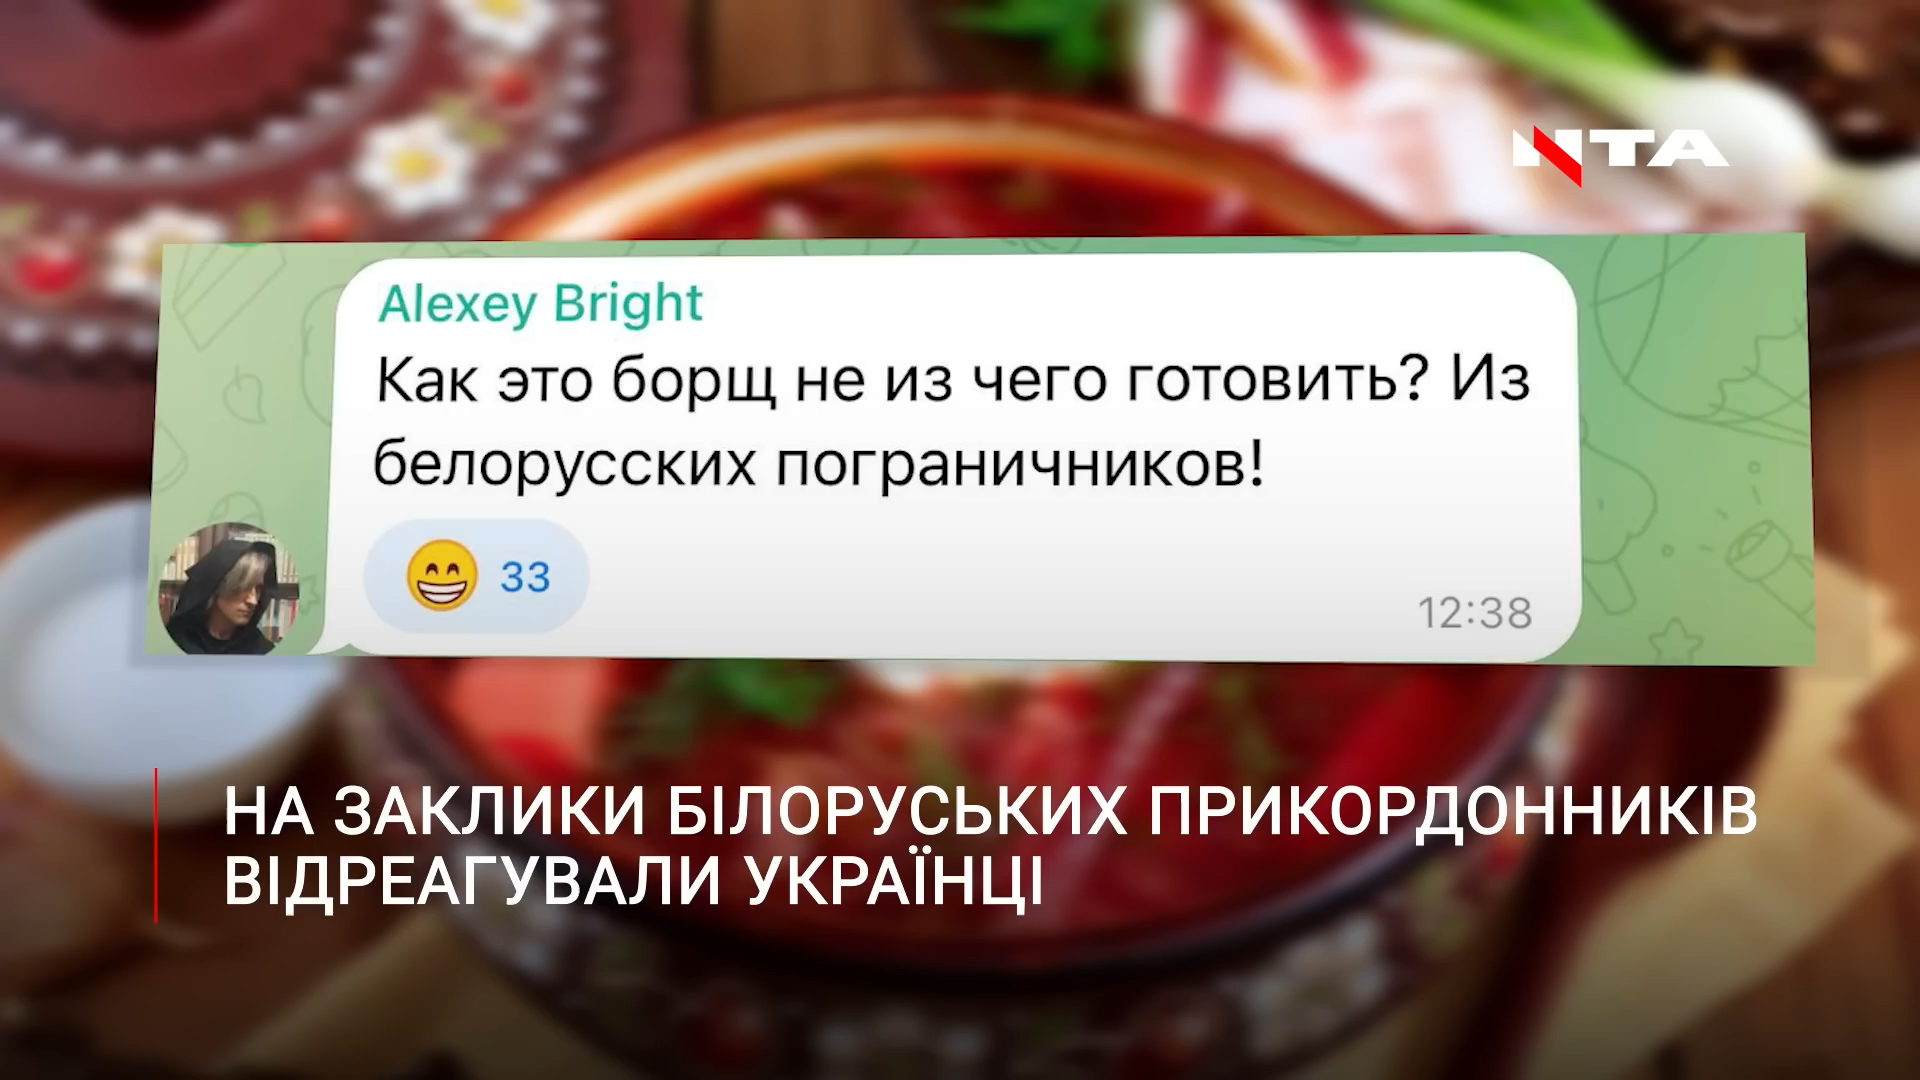 NTA
Alexey Bright
Как это борщ не из чего готовить? Из
белорусских пограничников!
😁 33
12:38
НА ЗАКЛИКИ БІЛОРУСЬКИХ ПРИКОРДОННИКІВ
ВІДРЕАГУВАЛИ УКРАЇНЦІ